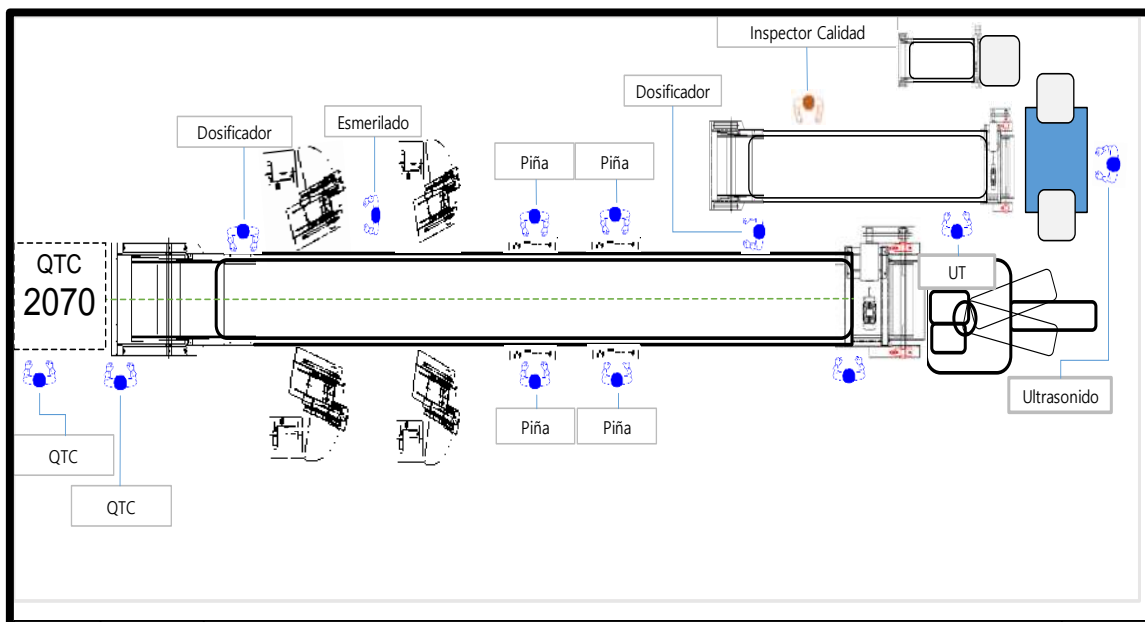 Inspector Calidad
Dosificador
Esmerilado
Dosificador
Piña
Piña
QTC
2070
UT
Ultrasonido
Piña
Piña
QTC
QTC